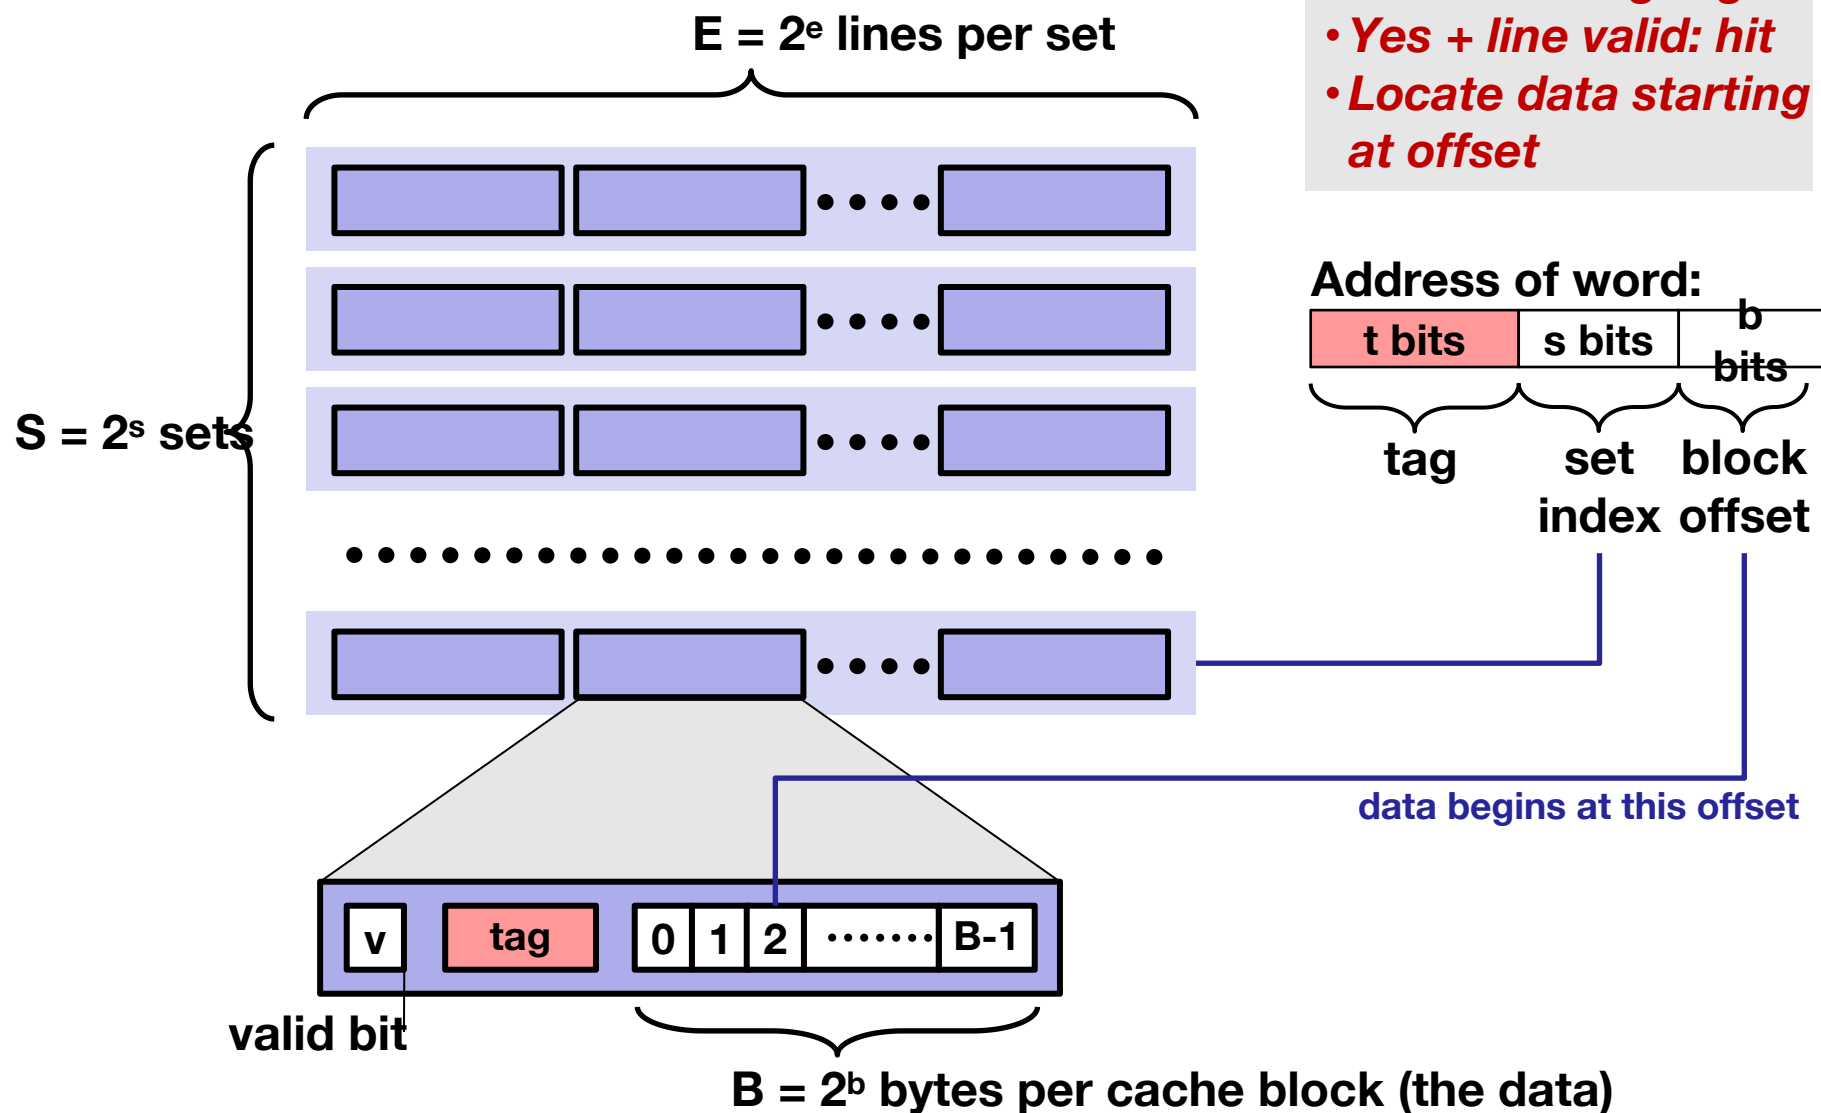 E = 2ᵉ lines per set
• Yes + line valid: hit
• Locate data starting
at offset
Address of word:
t bits s bits b bits
tag set index block offset
S = 2ˢ sets
data begins at this offset
v tag 0 1 2 ······· B-1
valid bit
B = 2ᵇ bytes per cache block (the data)